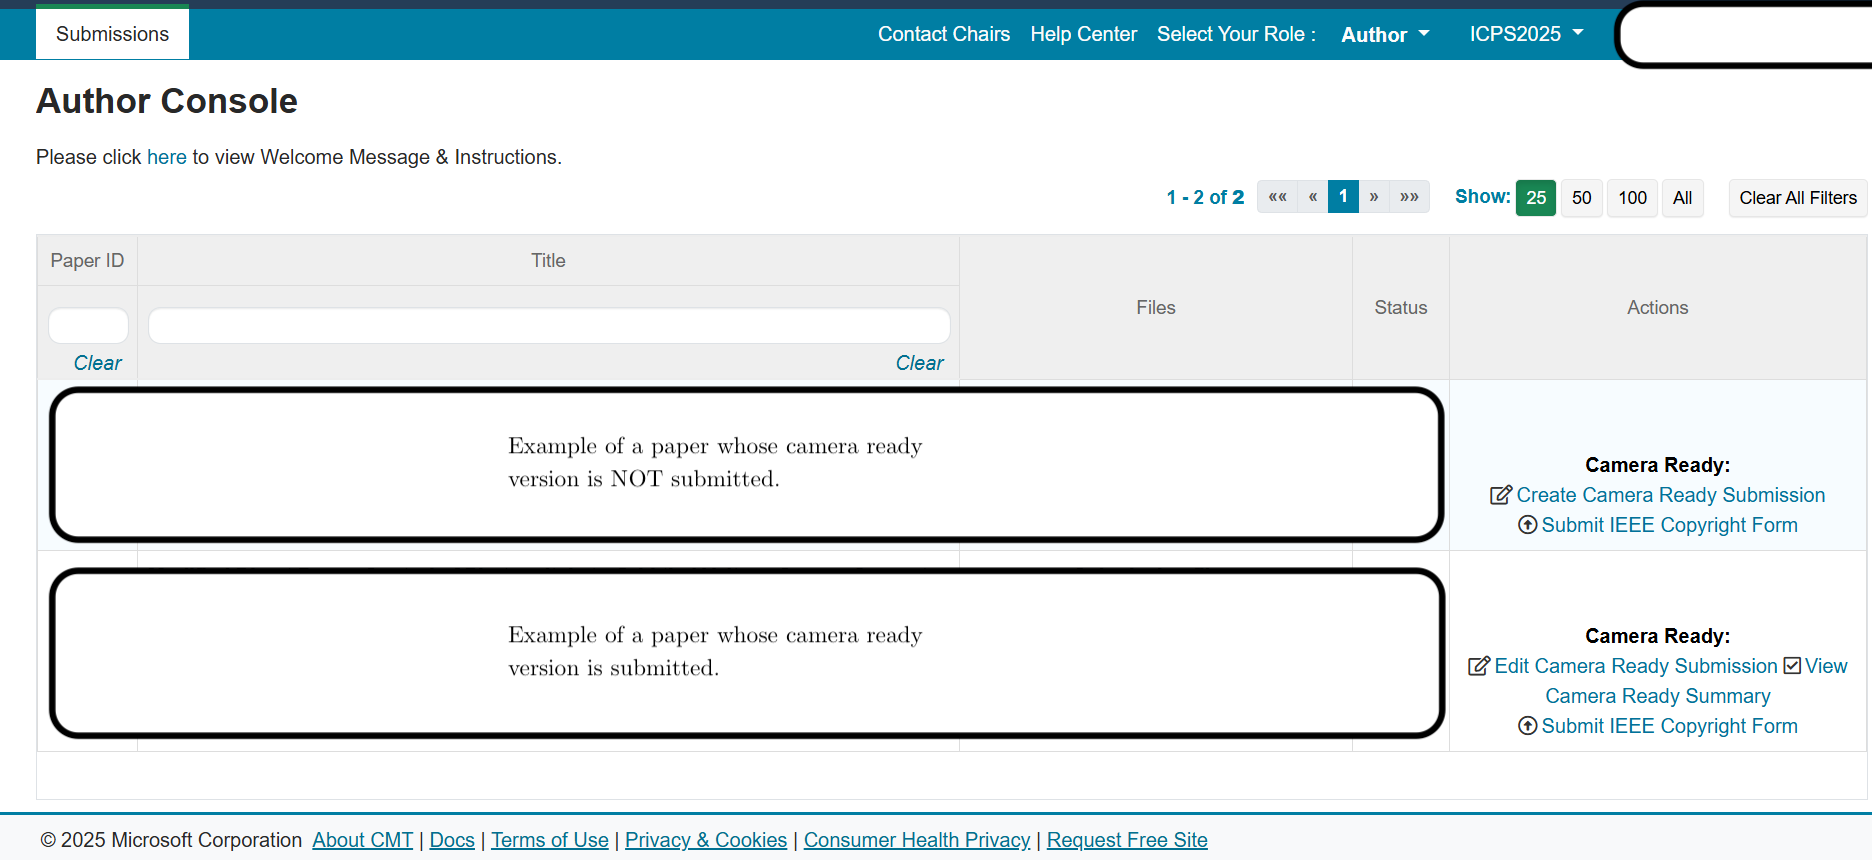 Submissions
Contact Chairs Help Center Select Your Role : Author ICPS2025
Author Console
Please click here to view Welcome Message & Instructions.
1 - 2 of 2 «« « 1 » »» Show: 25 50 100 All Clear All Filters
Paper ID Title Files Status Actions
Clear Clear
Example of a paper whose camera ready
version is NOT submitted.
Camera Ready:
Create Camera Ready Submission
Submit IEEE Copyright Form
Example of a paper whose camera ready
version is submitted.
Camera Ready:
Edit Camera Ready Submission View
Camera Ready Summary
Submit IEEE Copyright Form
© 2025 Microsoft Corporation About CMT | Docs | Terms of Use | Privacy & Cookies | Consumer Health Privacy | Request Free Site